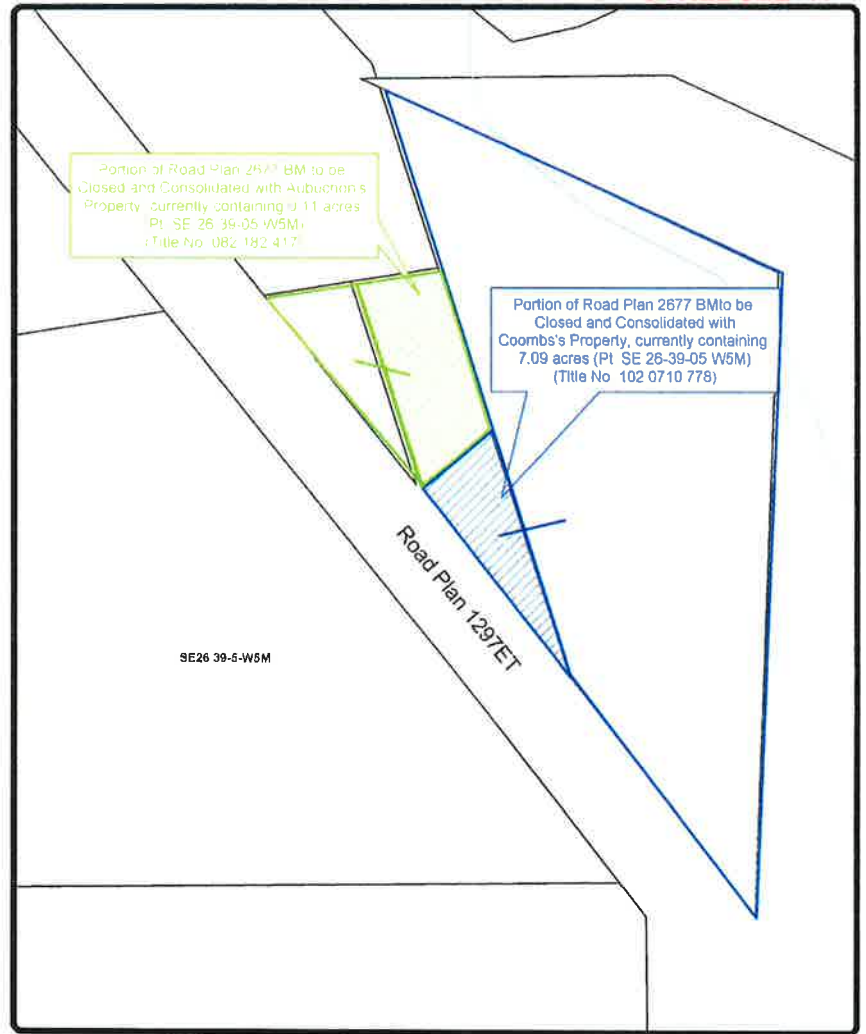 Portion of Road Plan 2677 BM to be
Closed and Consolidated with Aubuchon's
Property, currently containing 0.11 acres
(Pt SE 26-39-05 W5M)
(Title No 082 182 417)
Portion of Road Plan 2677 BMto be
Closed and Consolidated with
Coombs's Property, currently containing
7.09 acres (Pt SE 26-39-05 W5M)
(Title No 102 0710 778)
Road Plan 1297ET
SE26 39-5-W5M